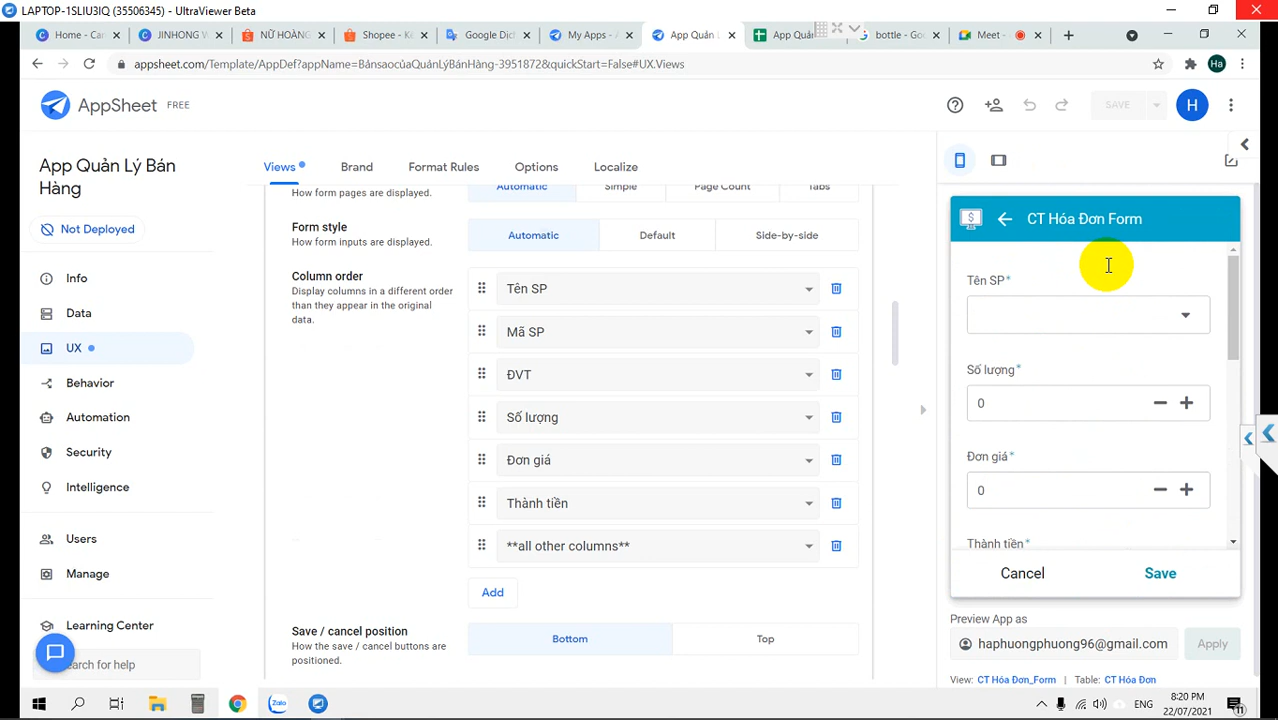 LAPTOP-1SLIU3IQ (35506345) - UltraViewer Beta
Home - Can
JINHONG V
NỮ HOÀNG
Shopee - Kê
Google Dịc
My Apps - A
App Quản L
App Quản
bottle - Goo
Meet -
appsheet.com/Template/AppDef?appName=BảnsaocủaQuảnLýBánHàng-3951872&quickStart=False#UX.Views
Ha
AppSheet FREE
SAVE
H
App Quản Lý Bán
Hàng
Not Deployed
Info
Data
UX
Behavior
Automation
Security
Intelligence
Users
Manage
Learning Center
earch for help
Views
Brand
Format Rules
Options
Localize
How form pages are displayed.
Automatic
Simple
Page Count
Tabs
Form style
How form inputs are displayed.
Automatic
Default
Side-by-side
Column order
Display columns in a different order
than they appear in the original
data.
Tên SP
Mã SP
ĐVT
Số lượng
Đơn giá
Thành tiền
**all other columns**
Add
Save / cancel position
How the save / cancel buttons are
positioned.
Bottom
Top
CT Hóa Đơn Form
Tên SP*
Số lượng*
0
Đơn giá*
0
Thành tiền*
Cancel
Save
Preview App as
haphuongphuong96@gmail.com
Apply
View: CT Hóa Đơn_Form | Table: CT Hóa Đơn
Zalo
ENG
8:20 PM
22/07/2021
11